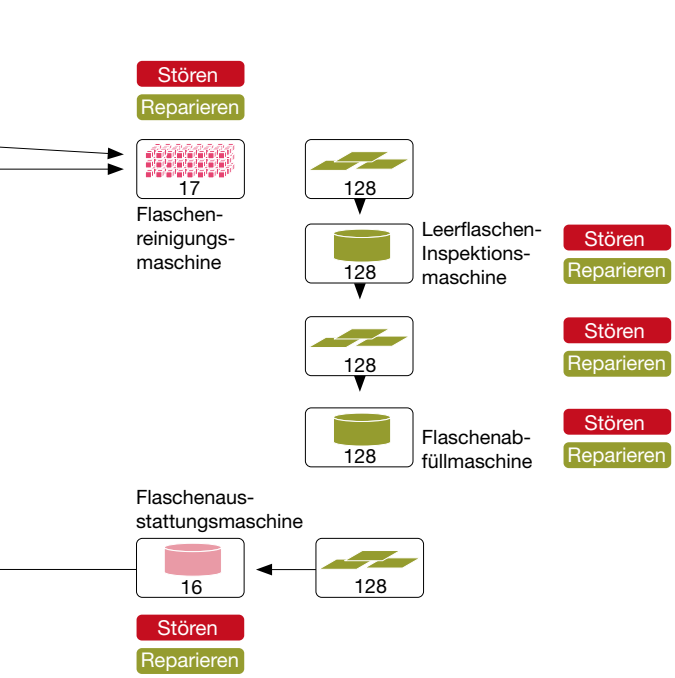 Stören
Reparieren
17
Flaschen-
reinigungs-
maschine
128
128
Leerflaschen-
Inspektions-
maschine
Stören
Reparieren
128
Stören
Reparieren
128
Flaschenab-
füllmaschine
Stören
Reparieren
Flaschenaus-
stattungsmaschine
16
128
Stören
Reparieren